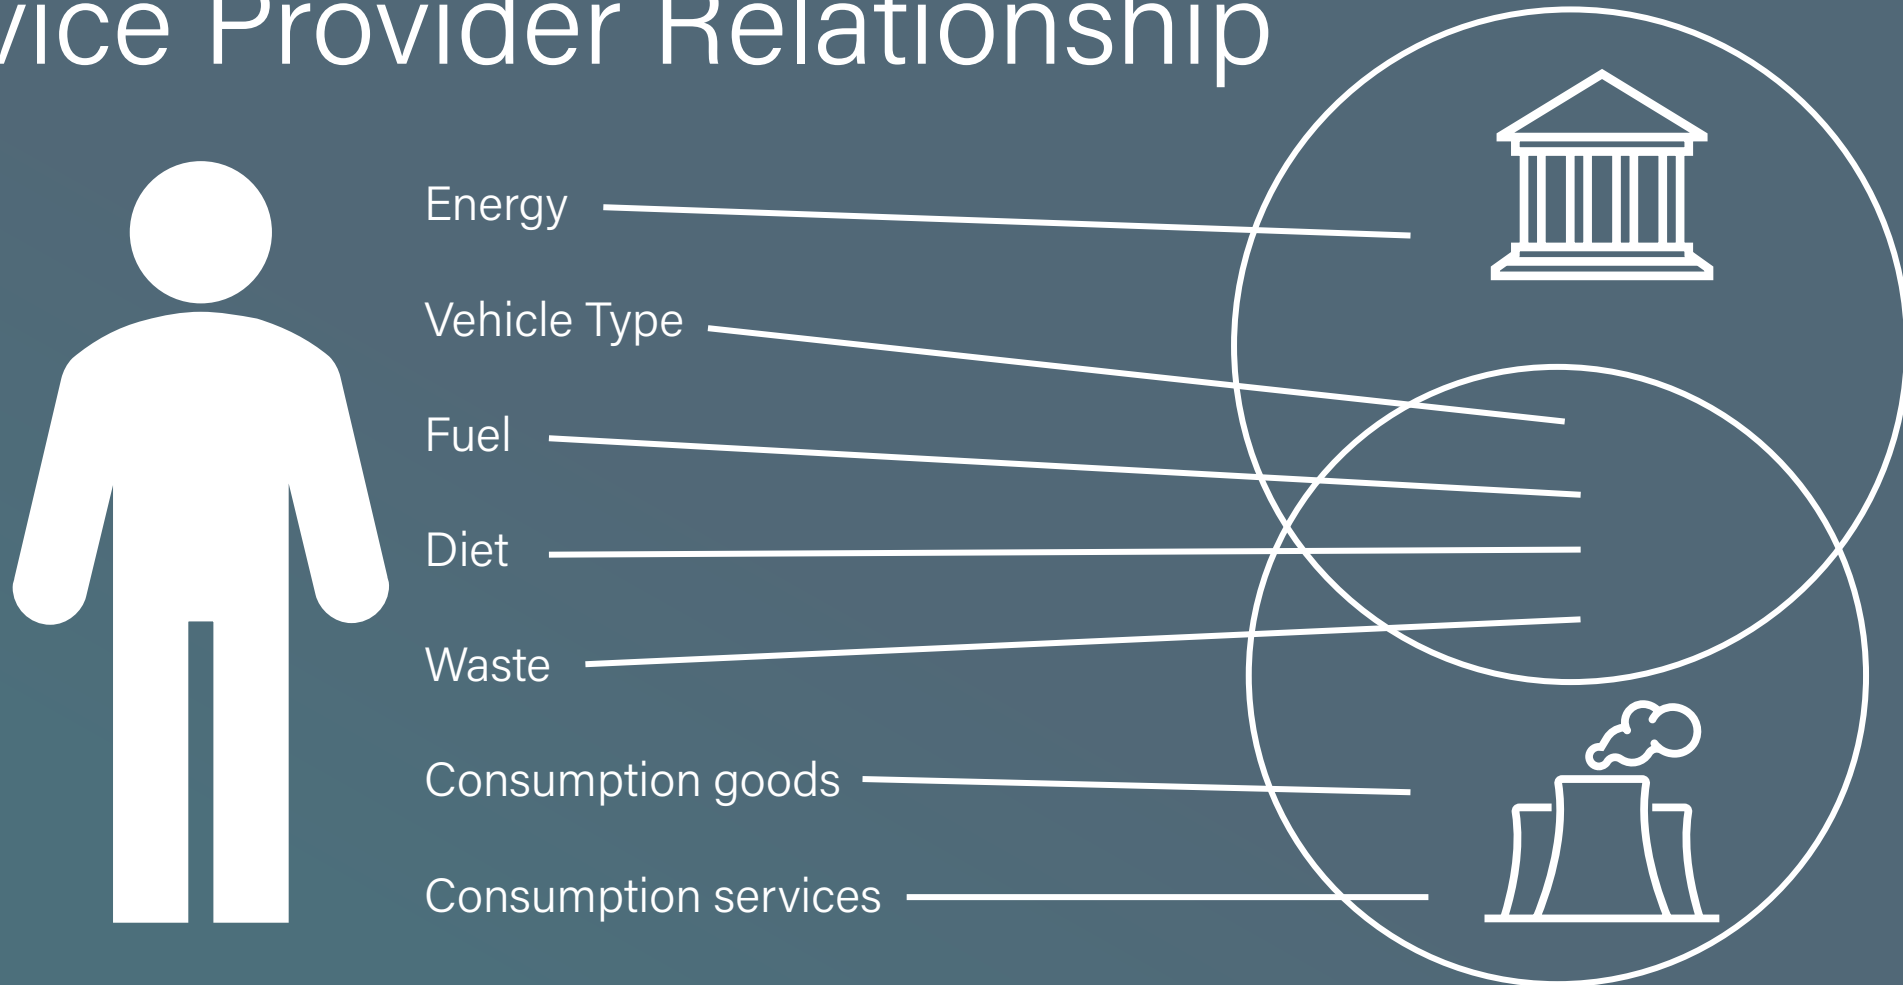 vice Provider Relationship
Energy
Vehicle Type
Fuel
Diet
Waste
Consumption goods
Consumption services